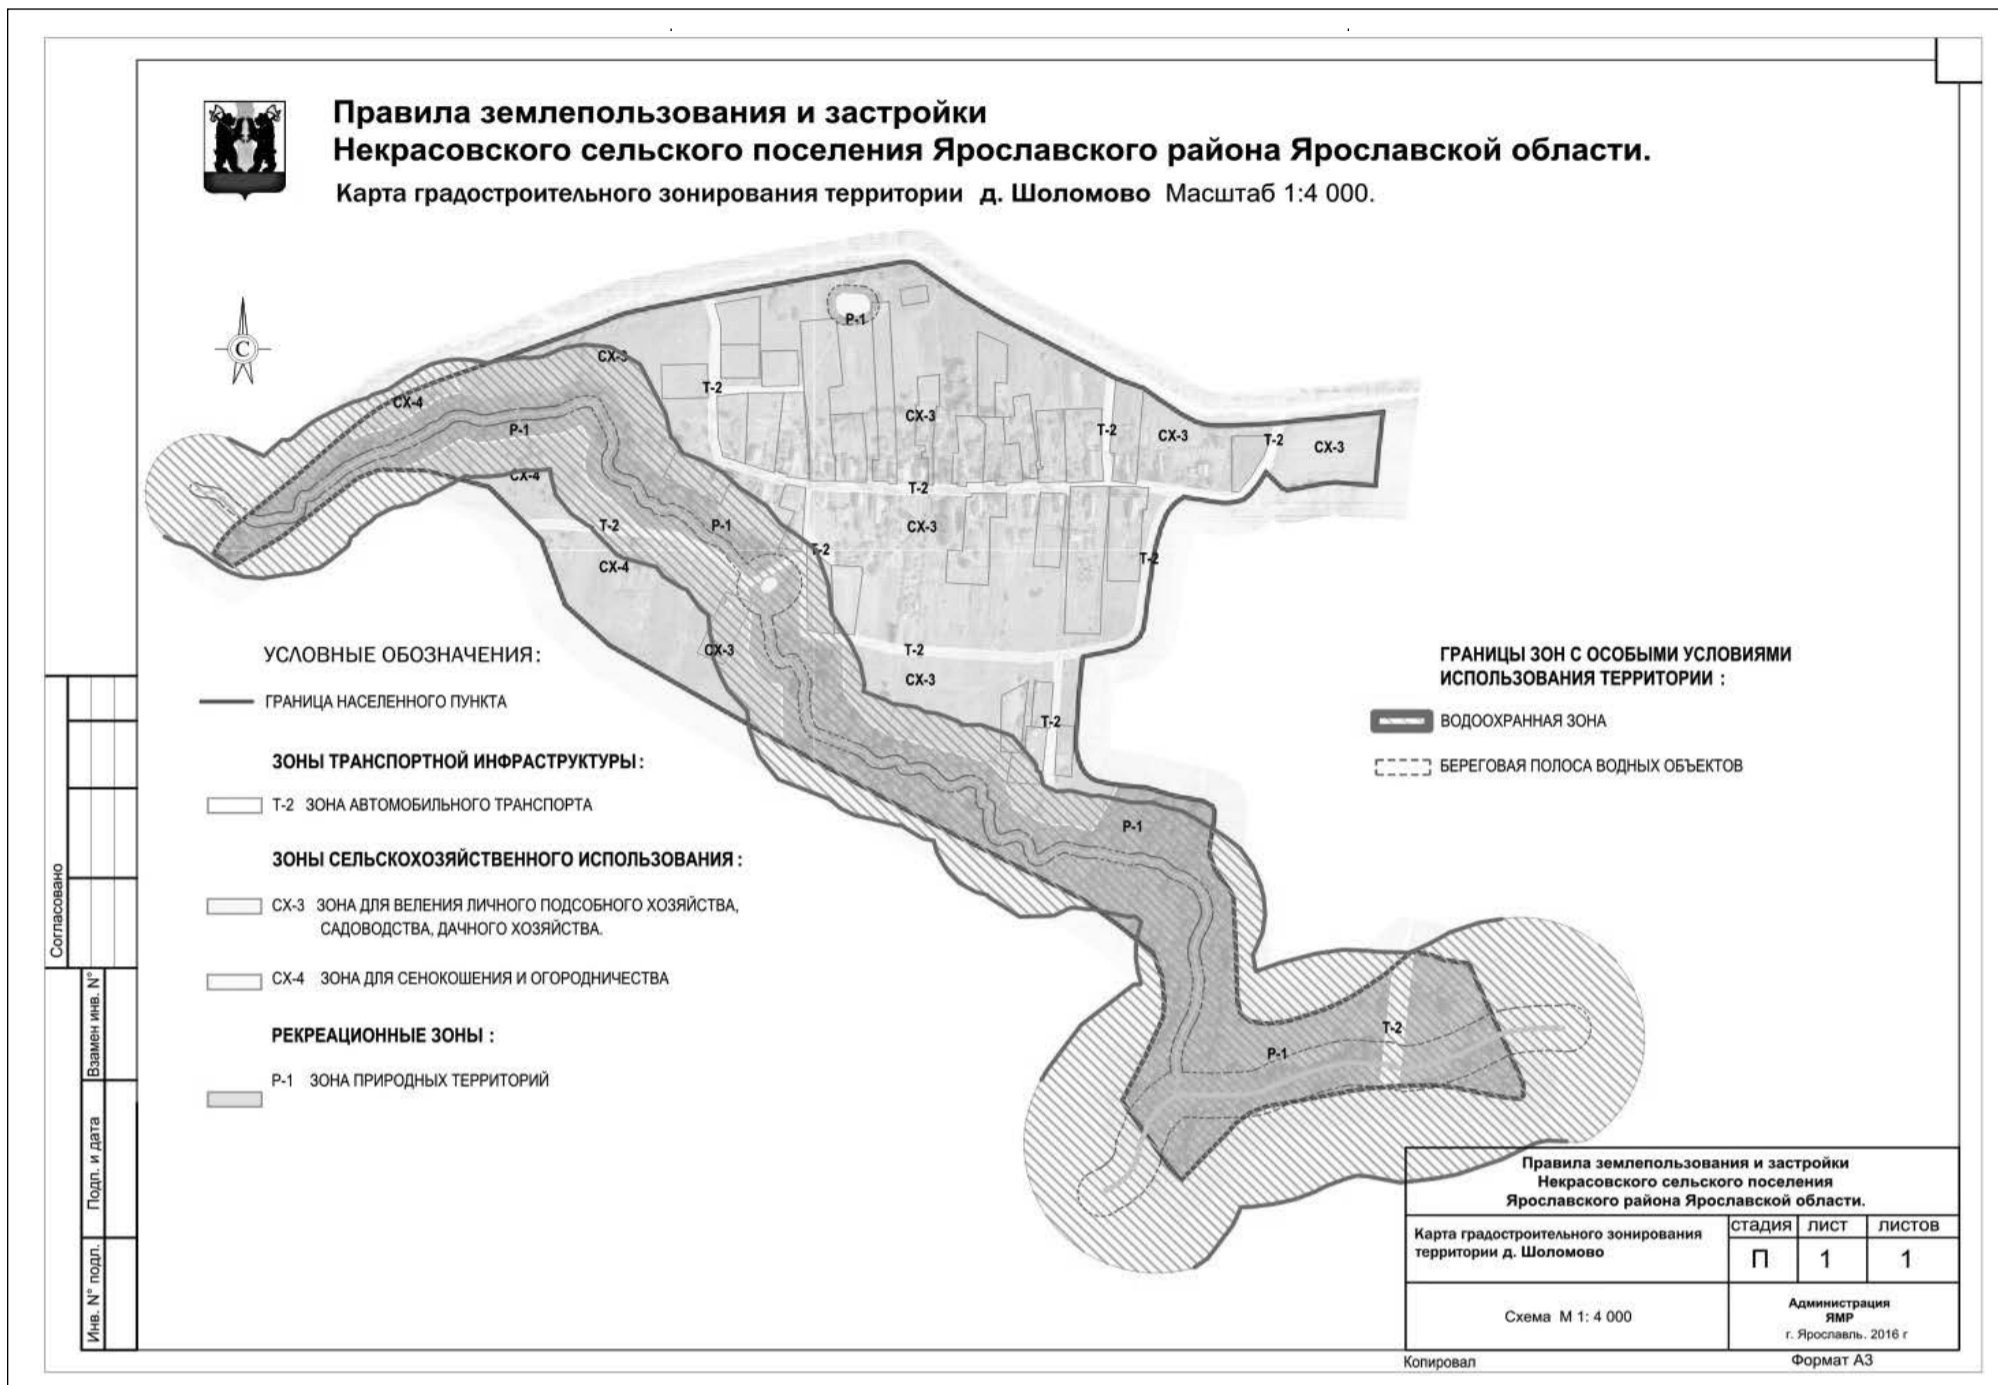 Правила землепользования и застройки
Некрасовского сельского поселения Ярославского района Ярославской области.
Карта градостроительного зонирования территории д. Шоломово Масштаб 1:4 000.
С
Р-1
СХ-3
Т-2
СХ-4
Р-1
СХ-3
Т-2
СХ-3
Т-2
СХ-3
СХ-4
Т-2
Т-2
Р-1
СХ-3
Т-2
Т-2
СХ-4
СХ-3
Т-2
СХ-3
Т-2
Р-1
Т-2
Р-1
УСЛОВНЫЕ ОБОЗНАЧЕНИЯ:
ГРАНИЦА НАСЕЛЕННОГО ПУНКТА
ЗОНЫ ТРАНСПОРТНОЙ ИНФРАСТРУКТУРЫ:
Т-2 ЗОНА АВТОМОБИЛЬНОГО ТРАНСПОРТА
ЗОНЫ СЕЛЬСКОХОЗЯЙСТВЕННОГО ИСПОЛЬЗОВАНИЯ:
СХ-3 ЗОНА ДЛЯ ВЕЛЕНИЯ ЛИЧНОГО ПОДСОБНОГО ХОЗЯЙСТВА,
САДОВОДСТВА, ДАЧНОГО ХОЗЯЙСТВА.
СХ-4 ЗОНА ДЛЯ СЕНОКОШЕНИЯ И ОГОРОДНИЧЕСТВА
РЕКРЕАЦИОННЫЕ ЗОНЫ :
Р-1 ЗОНА ПРИРОДНЫХ ТЕРРИТОРИЙ
ГРАНИЦЫ ЗОН С ОСОБЫМИ УСЛОВИЯМИ
ИСПОЛЬЗОВАНИЯ ТЕРРИТОРИИ :
ВОДООХРАННАЯ ЗОНА
БЕРЕГОВАЯ ПОЛОСА ВОДНЫХ ОБЪЕКТОВ
Согласовано
Взамен инв. N°
Подп. и дата
Инв. N° подл.
Правила землепользования и застройки
Некрасовского сельского поселения
Ярославского района Ярославской области.
Карта градостроительного зонирования
территории д. Шоломово
стадия лист листов
П 1 1
Схема М 1: 4 000
Администрация
ЯМР
г. Ярославль. 2016 г
Копировал Формат А3